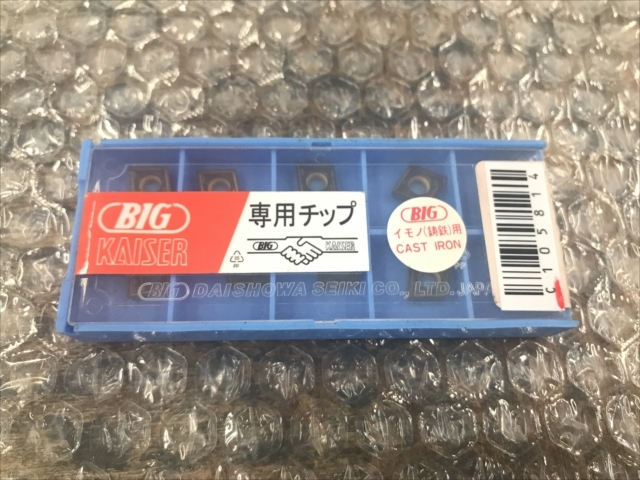 BIG
KAISER
専用チップ
BIG KAISER
BIG
イモノ(鋳鉄)用
CAST IRON
C105814
BIG DAISHOWA SEIKI CO., LTD. JAPAN